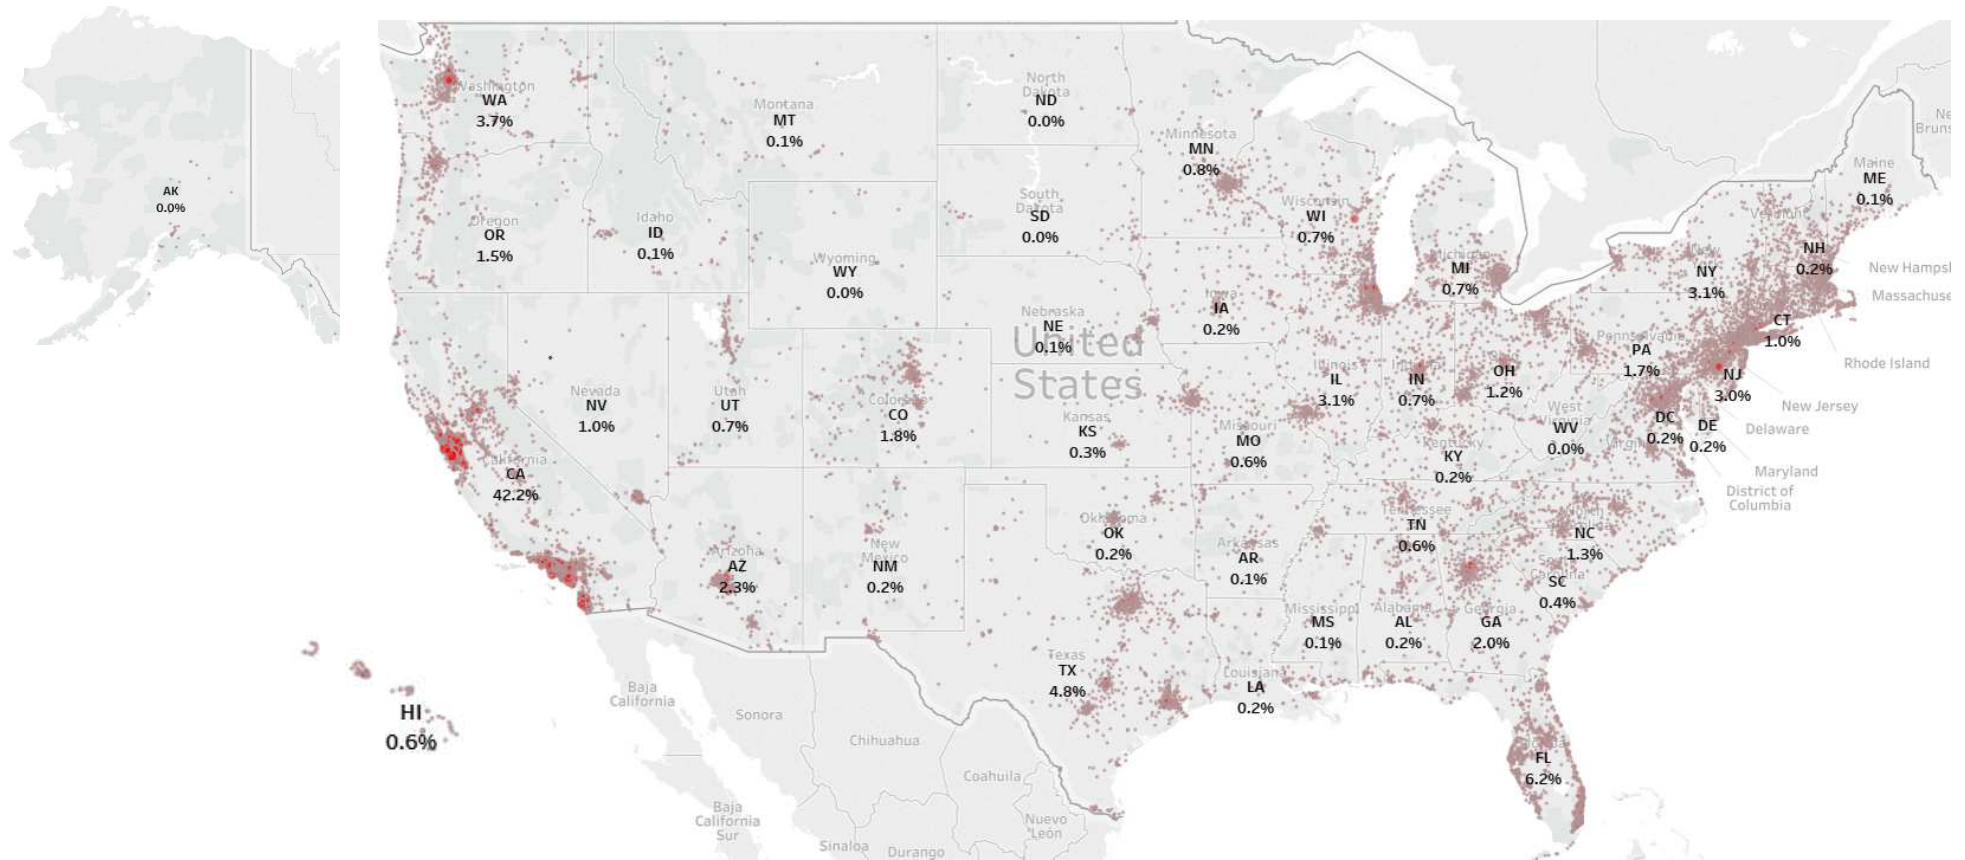 AK
0.0%
HI
0.6%
Washington
WA
3.7%
Oregon
OR
1.5%
Idaho
ID
0.1%
Montana
MT
0.1%
Wyoming
WY
0.0%
North
Dakota
ND
0.0%
South
Dakota
SD
0.0%
Nebraska
NE
0.1%
United
States
Minnesota
MN
0.8%
Wisconsin
WI
0.7%
Michigan
MI
0.7%
IA
0.2%
Nevada
NV
1.0%
Utah
UT
0.7%
Colorado
CO
1.8%
Kansas
KS
0.3%
Missouri
MO
0.6%
Illinois
IL
3.1%
IN
0.7%
OH
1.2%
West
Virginia
WV
0.0%
Kentucky
KY
0.2%
Pennsylvania
PA
1.7%
NY
3.1%
Vermont
NH
0.2%
Maine
ME
0.1%
Ne
Bruns
New Hampsl
Massachuse
CT
1.0%
Rhode Island
NJ
3.0%
New Jersey
DC
0.2%
DE
0.2%
Delaware
Maryland
District of
Columbia
California
CA
42.2%
Arizona
AZ
2.3%
New
Mexico
NM
0.2%
Oklahoma
OK
0.2%
Arkansas
AR
0.1%
Tennessee
TN
0.6%
NC
1.3%
SC
0.4%
Texas
TX
4.8%
Louisiana
LA
0.2%
Mississippi
MS
0.1%
Alabama
AL
0.2%
Georgia
GA
2.0%
FL
6.2%
Baja
California
Sonora
Chihuahua
Coahuila
Baja
California
Sur
Sinaloa
Durango
Nuevo
León